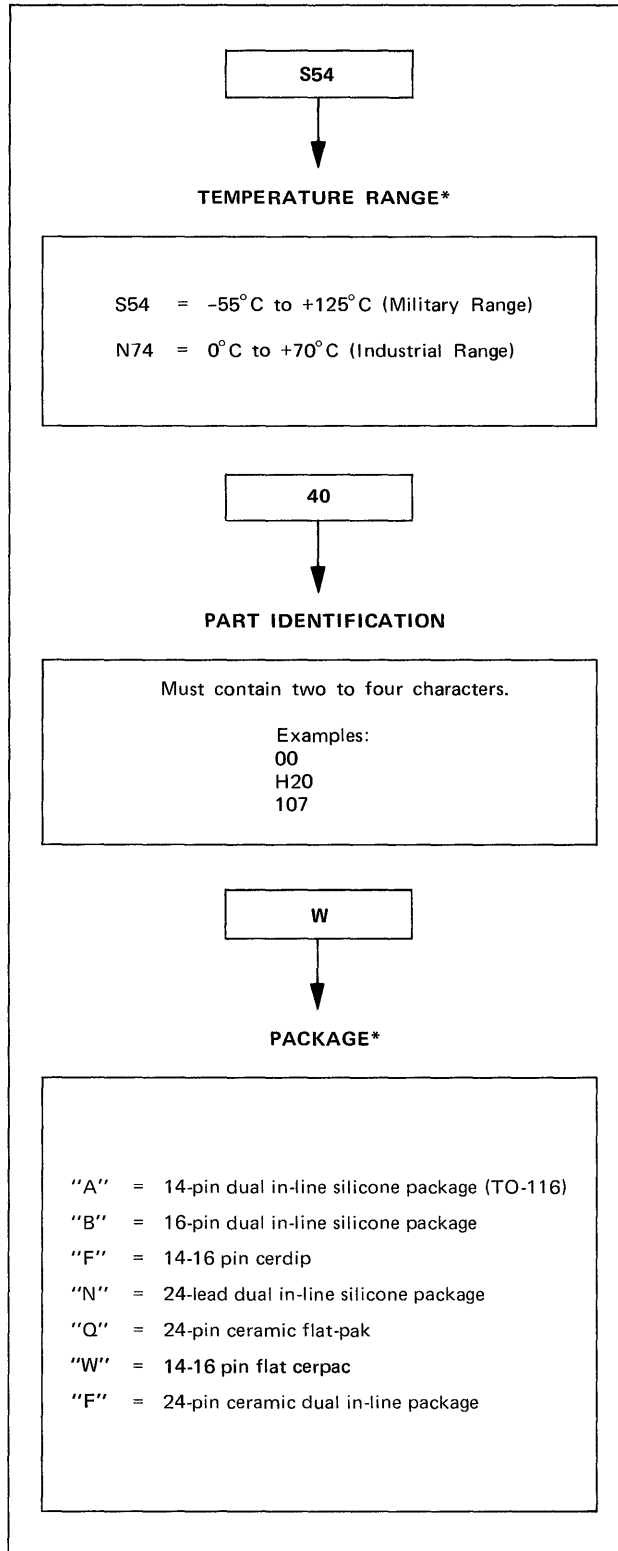 S54
TEMPERATURE RANGE*
S54 = -55°C to +125°C (Military Range)
N74 = 0°C to +70°C (Industrial Range)
40
PART IDENTIFICATION
Must contain two to four characters.
Examples:
00
H20
107
W
PACKAGE*
"A" = 14-pin dual in-line silicone package (TO-116)
"B" = 16-pin dual in-line silicone package
"F" = 14-16 pin cerdip
"N" = 24-lead dual in-line silicone package
"Q" = 24-pin ceramic flat-pak
"W" = 14-16 pin flat cerpac
"F" = 24-pin ceramic dual in-line package